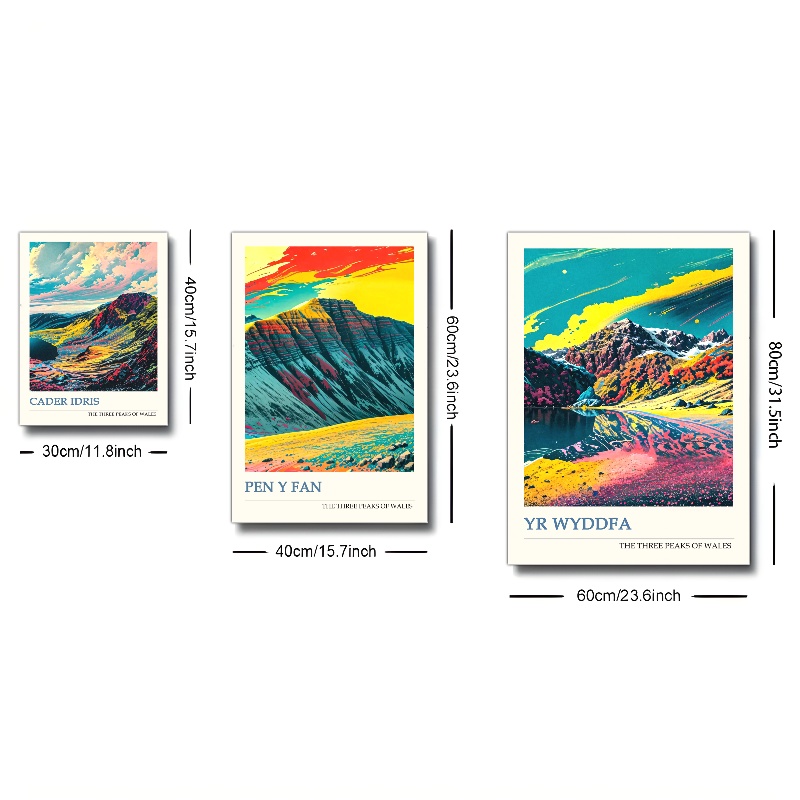 CADER IDRIS
THE THREE PEAKS OF WALES
40cm/15.7inch
30cm/11.8inch
PEN Y FAN
THE THREE PEAKS OF WALES
60cm/23.6inch
40cm/15.7inch
YR WYDDFA
THE THREE PEAKS OF WALES
80cm/31.5inch
60cm/23.6inch